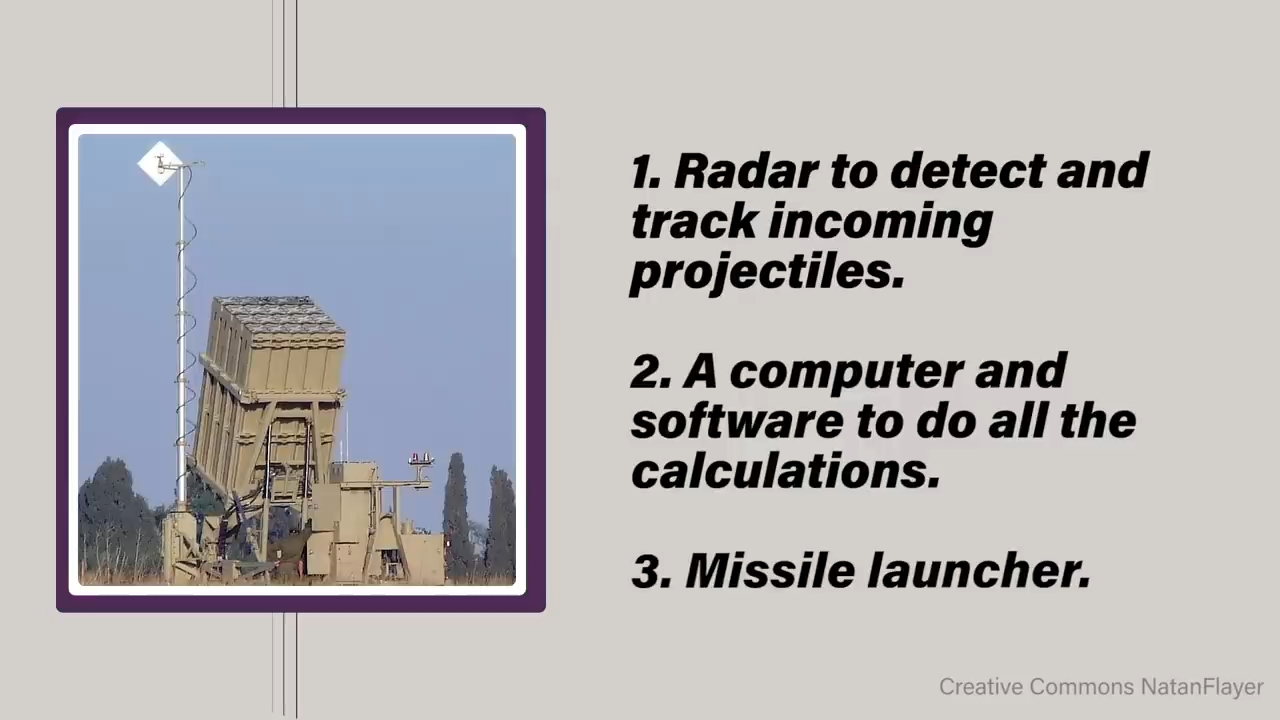 1. Radar to detect and
track incoming
projectiles.
2. A computer and
software to do all the
calculations.
3. Missile launcher.
Creative Commons NatanFlayer